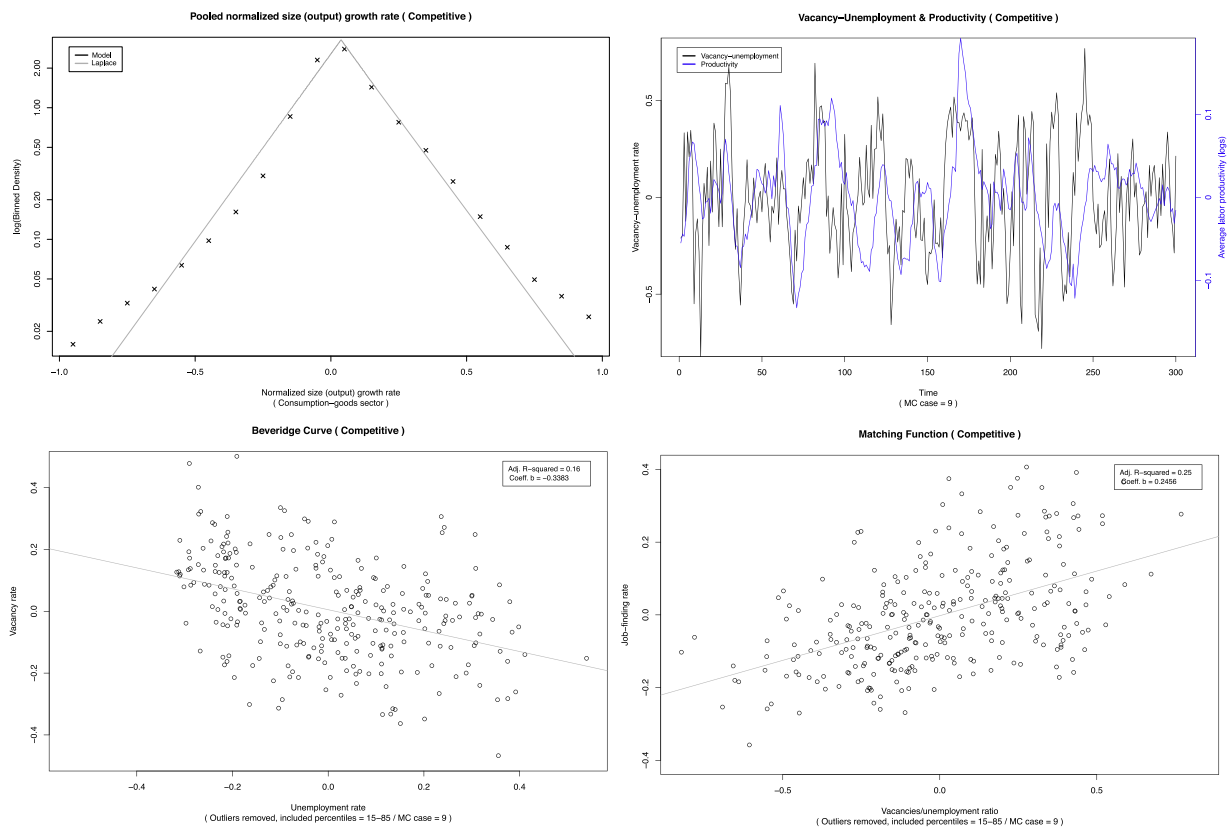 Pooled normalized size (output) growth rate ( Competitive )
Model
Laplace
log(Binned Density)
2.00
1.00
0.50
0.20
0.10
0.05
0.02
−1.0
−0.5
0.0
0.5
1.0
Normalized size (output) growth rate
( Consumption−goods sector )
Vacancy−Unemployment & Productivity ( Competitive )
Vacancy−unemployment
Productivity
Vacancy−unemployment rate
0.5
0
−0.5
Average labor productivity (logs)
0.1
0
−0.1
0
50
100
150
200
250
300
Time
( MC case = 9 )
Beveridge Curve ( Competitive )
Adj. R-squared = 0.16
Coeff. b = −0.3383
Vacancy rate
0.4
0.2
0.0
−0.2
−0.4
−0.4
−0.2
0.0
0.2
0.4
Unemployment rate
( Outliers removed, included percentiles = 15−85 / MC case = 9 )
Matching Function ( Competitive )
Adj. R-squared = 0.25
Coeff. b = 0.2456
Job−finding rate
0.4
0.2
0.0
−0.2
−0.4
−0.5
0.0
0.5
Vacancies/unemployment ratio
( Outliers removed, included percentiles = 15−85 / MC case = 9 )